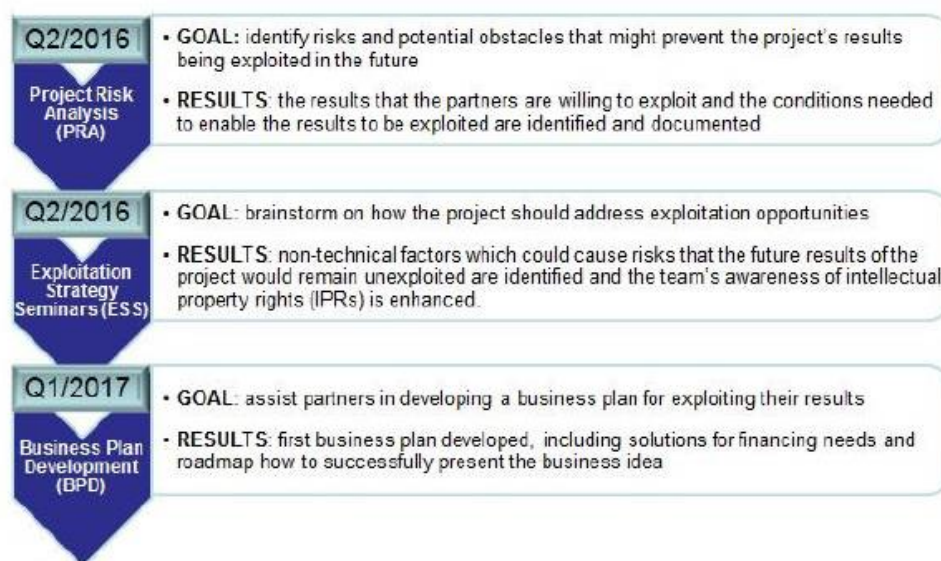 Q2/2016
Project Risk
Analysis
(PRA)
• GOAL: identify risks and potential obstacles that might prevent the project's results
being exploited in the future
• RESULTS: the results that the partners are willing to exploit and the conditions needed
to enable the results to be exploited are identified and documented
Q2/2016
Exploitation
Strategy
Seminars (ESS)
• GOAL: brainstorm on how the project should address exploitation opportunities
• RESULTS: non-technical factors which could cause risks that the future results of the
project would remain unexploited are identified and the team's awareness of intellectual
property rights (IPRs) is enhanced.
Q1/2017
Business Plan
Development
(BPD)
• GOAL: assist partners in developing a business plan for exploiting their results
• RESULTS: first business plan developed, including solutions for financing needs and
roadmap how to successfully present the business idea